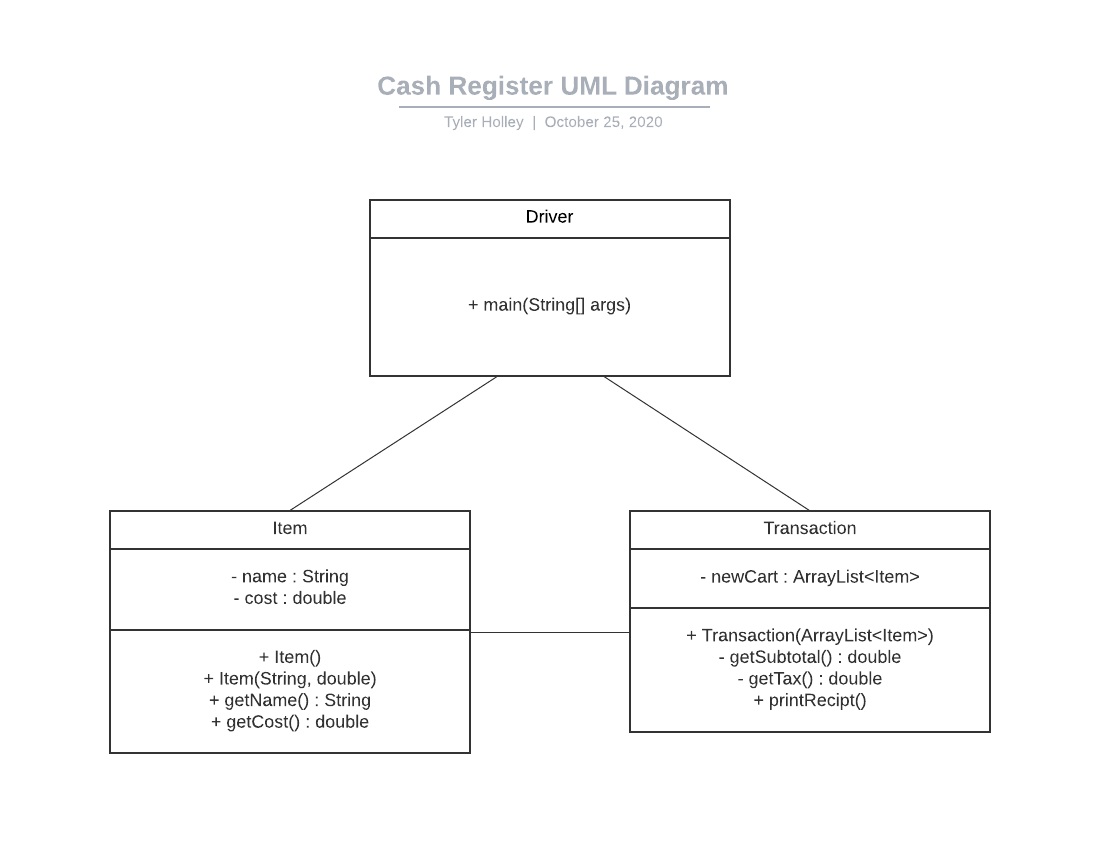 Cash Register UML Diagram
Tyler Holley | October 25, 2020
Driver
+ main(String[] args)
Item
- name : String
- cost : double
+ Item()
+ Item(String, double)
+ getName() : String
+ getCost() : double
Transaction
- newCart : ArrayList<Item>
+ Transaction(ArrayList<Item>)
- getSubtotal() : double
- getTax() : double
+ printRecipt()